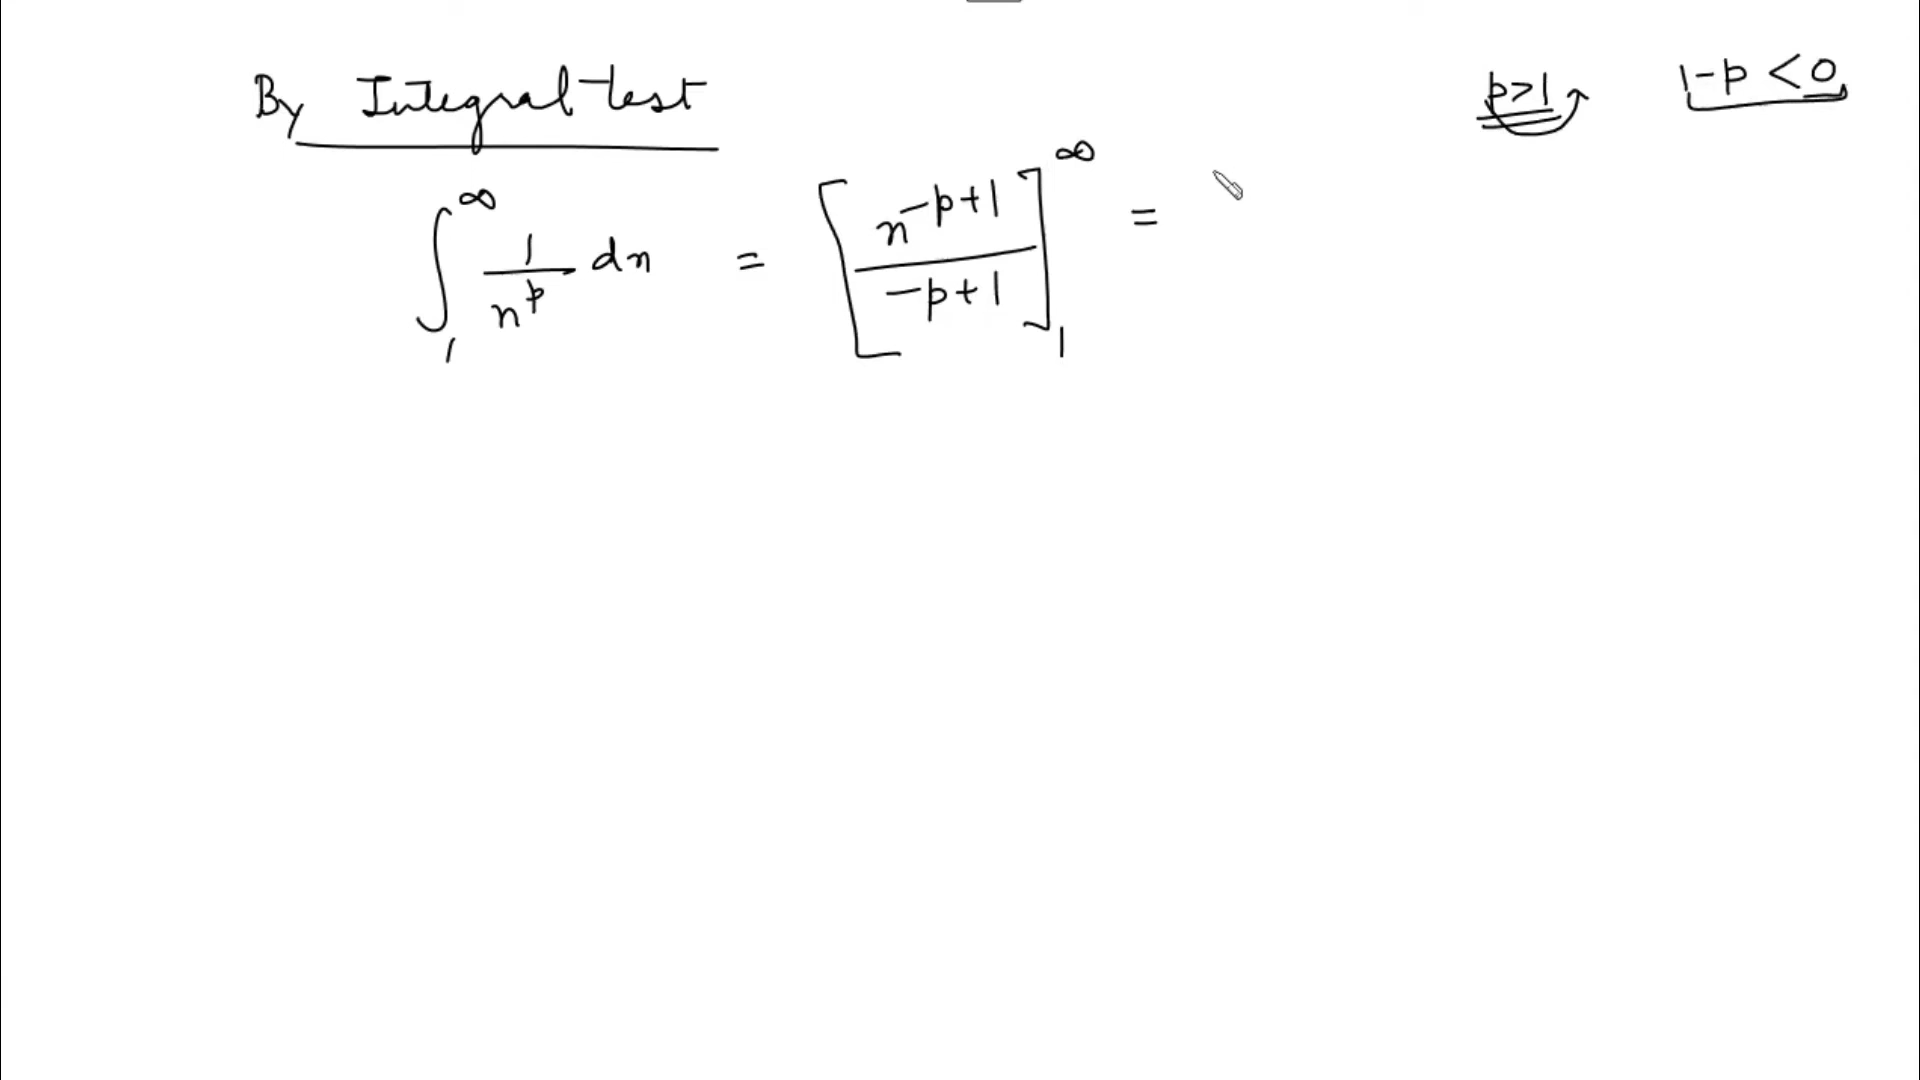 By Integral test
p>1
1-p < 0
∫₁^∞ 1/n^p dn = [n^(-p+1)/(-p+1)]₁^∞ =